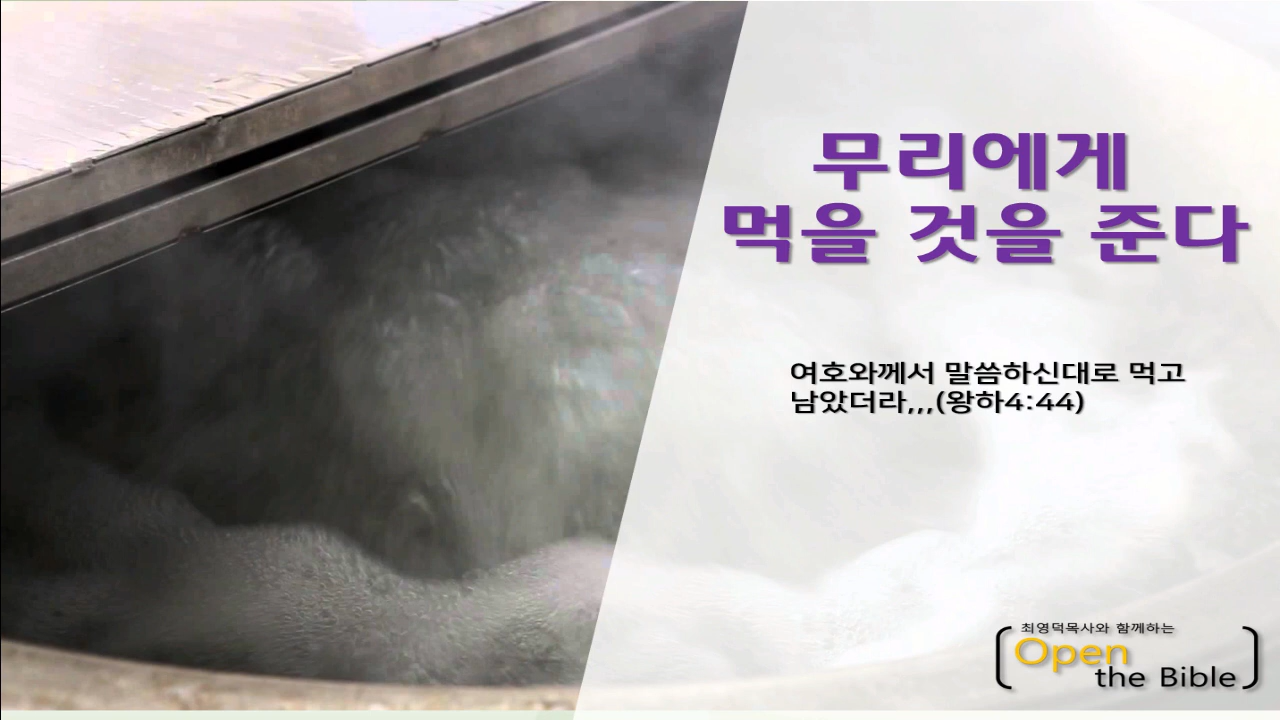 무리에게
먹을 것을 준다
여호와께서 말씀하신대로 먹고
남았더라,,,(왕하4:44)
최영덕목사와 함께하는
Open
the Bible